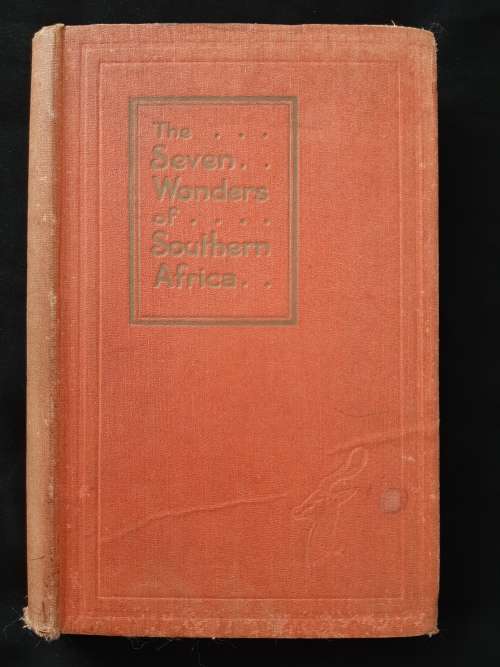 The . . .
Seven. .
Wonders
of . . . .
Southern
Africa. .